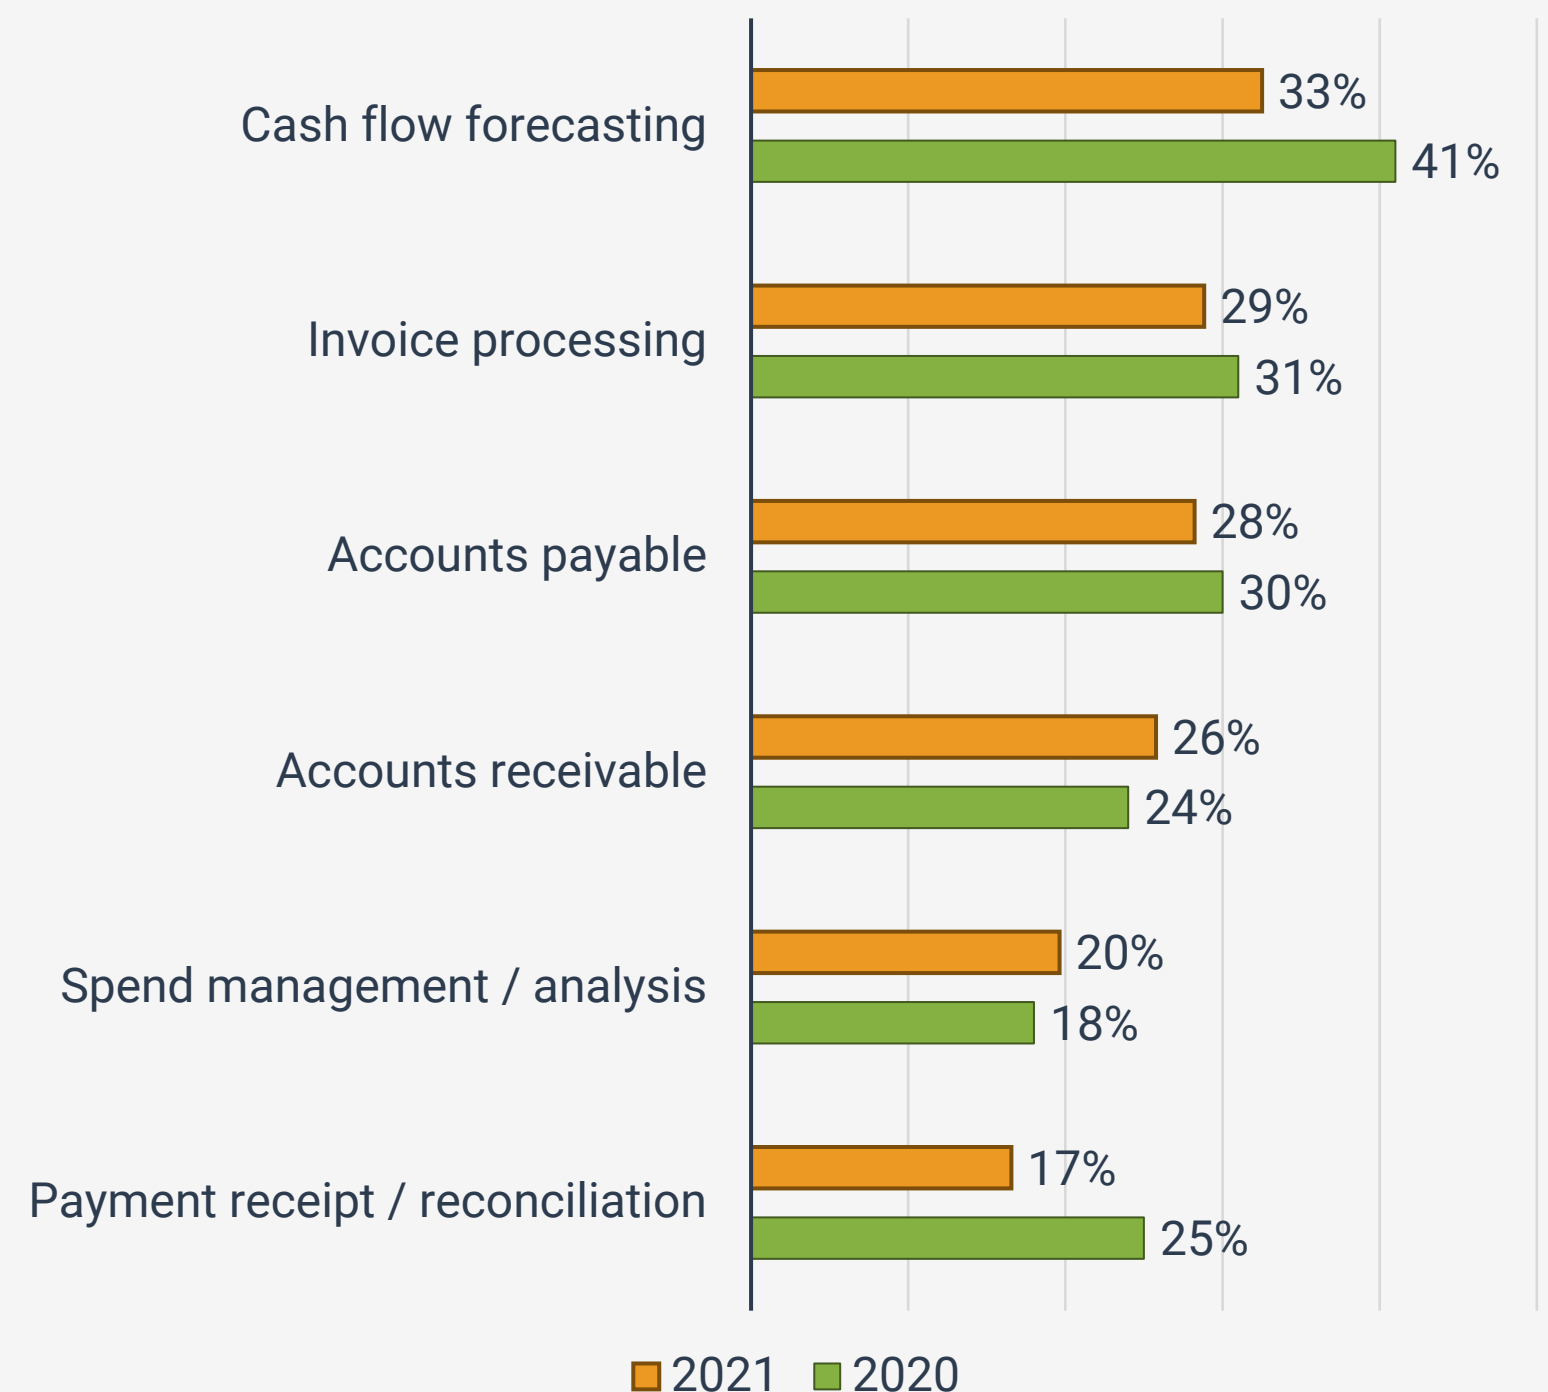 Cash flow forecasting
33%
41%
Invoice processing
29%
31%
Accounts payable
28%
30%
Accounts receivable
26%
24%
Spend management / analysis
20%
18%
Payment receipt / reconciliation
17%
25%
2021 2020